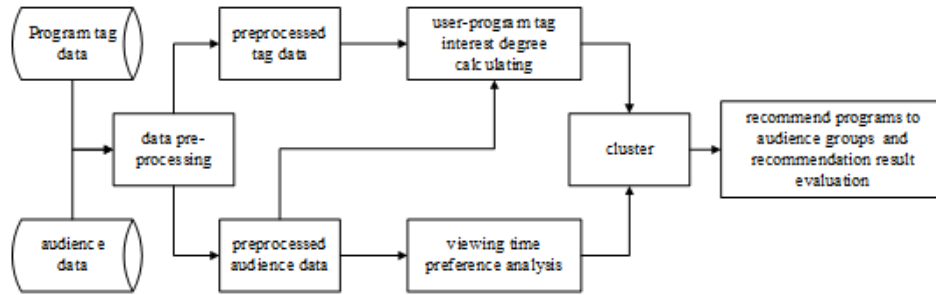 Program tag
data
preprocessed
tag data
user-program tag
interest degree
calculating
data pre-
processing
cluster
recommend programs to
audience groups and
recommendation result
evaluation
audience
data
preprocessed
audience data
viewing time
preference analysis